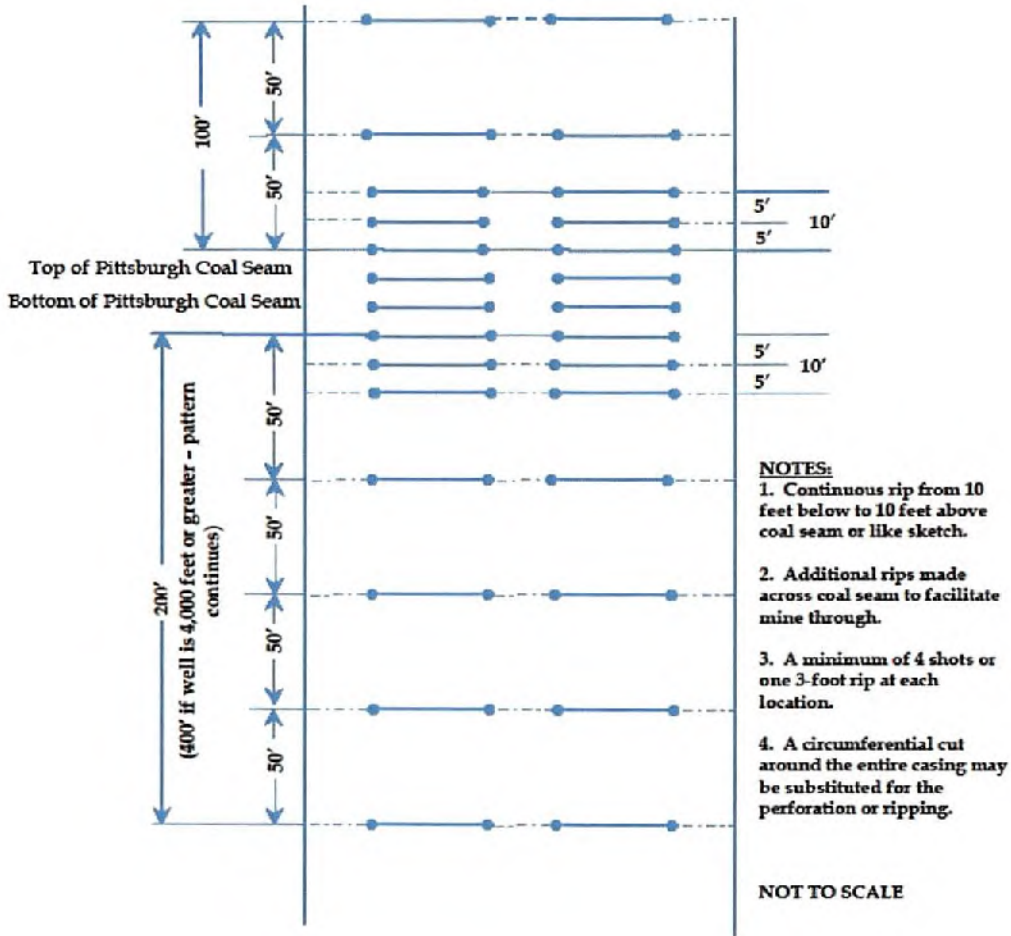 100'
50'
50'
5'
5'
10'
Top of Pittsburgh Coal Seam
Bottom of Pittsburgh Coal Seam
5'
5'
10'
200'
(400' if well is 4,000 feet or greater – pattern
continues)
50'
50'
50'
50'
NOTES:
1. Continuous rip from 10
feet below to 10 feet above
coal seam or like sketch.
2. Additional rips made
across coal seam to facilitate
mine through.
3. A minimum of 4 shots or
one 3-foot rip at each
location.
4. A circumferential cut
around the entire casing may
be substituted for the
perforation or ripping.
NOT TO SCALE